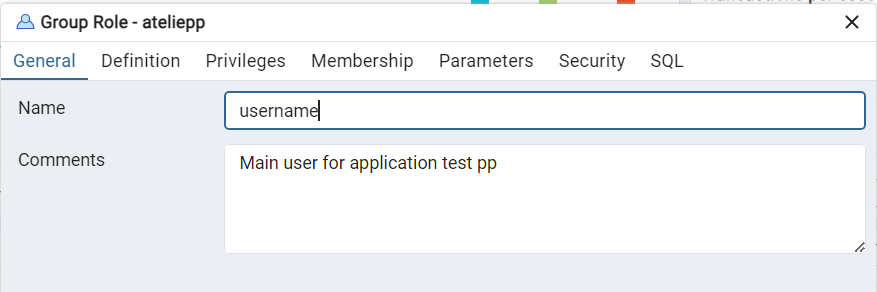 Group Role - ateliepp
General Definition Privileges Membership Parameters Security SQL
Name
username
Comments
Main user for application test pp